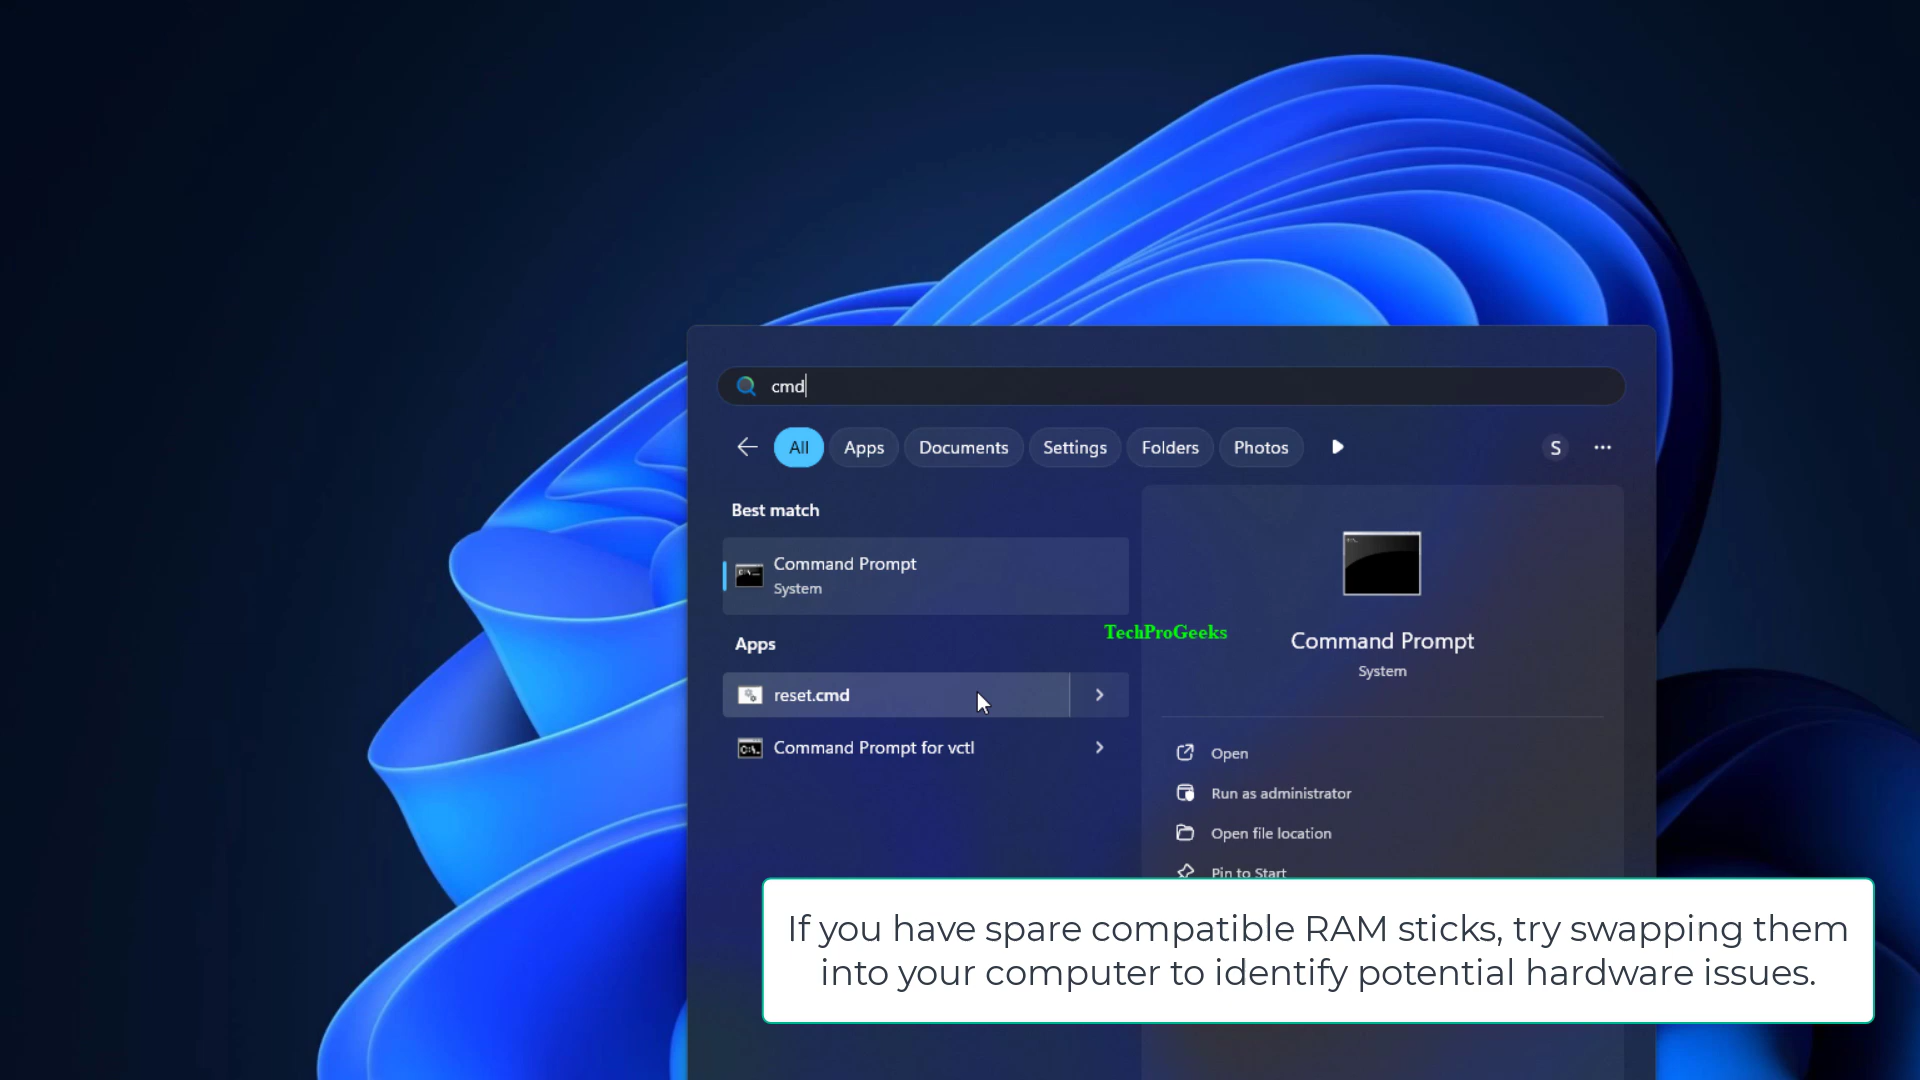 cmd
All Apps Documents Settings Folders Photos S
Best match
Command Prompt
System
Apps
reset.cmd
Command Prompt for vctl
TechProGeeks
Command Prompt
System
Open
Run as administrator
Open file location
Pin to Start
If you have spare compatible RAM sticks, try swapping them
into your computer to identify potential hardware issues.